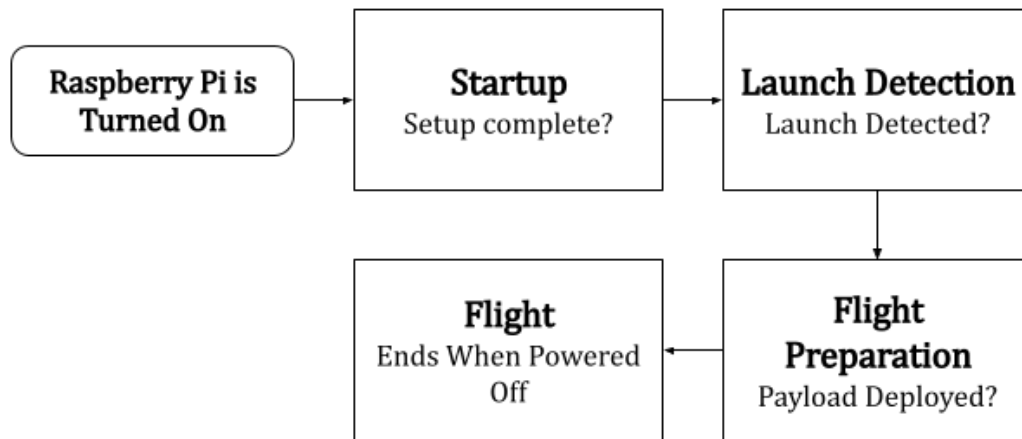 Raspberry Pi is
Turned On
Startup
Setup complete?
Launch Detection
Launch Detected?
Flight
Preparation
Payload Deployed?
Flight
Ends When Powered
Off